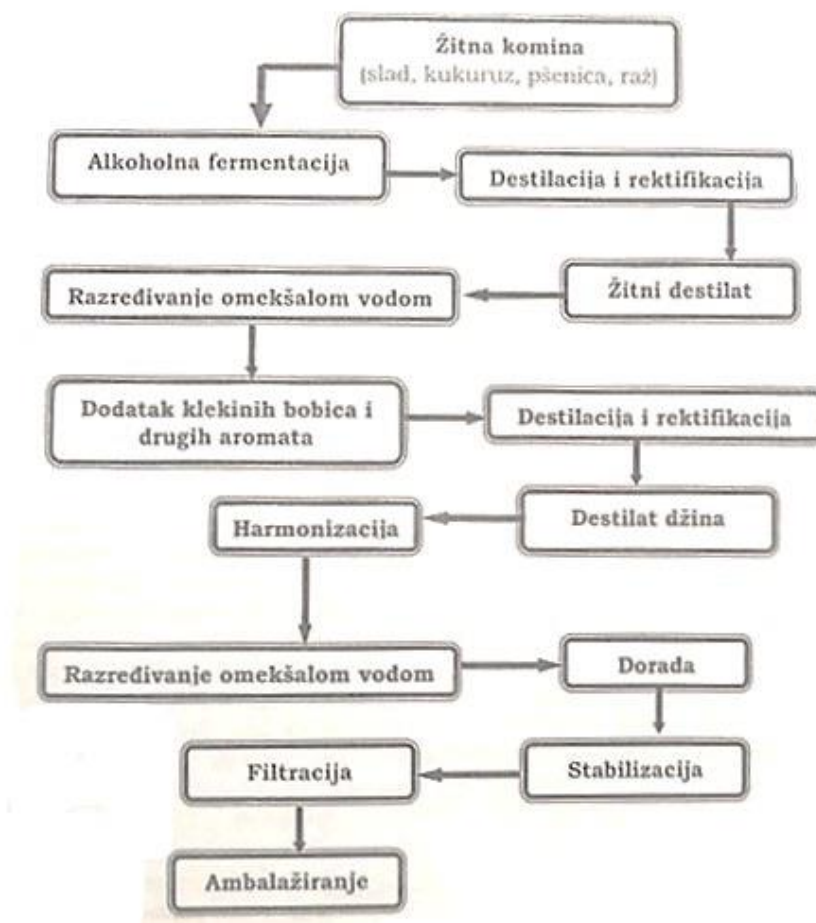 Žitna komina
(slad, kukuruz, pšenica, raž)
Alkoholna fermentacija
Destilacija i rektifikacija
Žitni destilat
Razređivanje omekšalom vodom
Dodatak klekinih bobica i
drugih aromata
Destilacija i rektifikacija
Destilat džina
Harmonizacija
Razređivanje omekšalom vodom
Dorada
Stabilizacija
Filtracija
Ambalažiranje